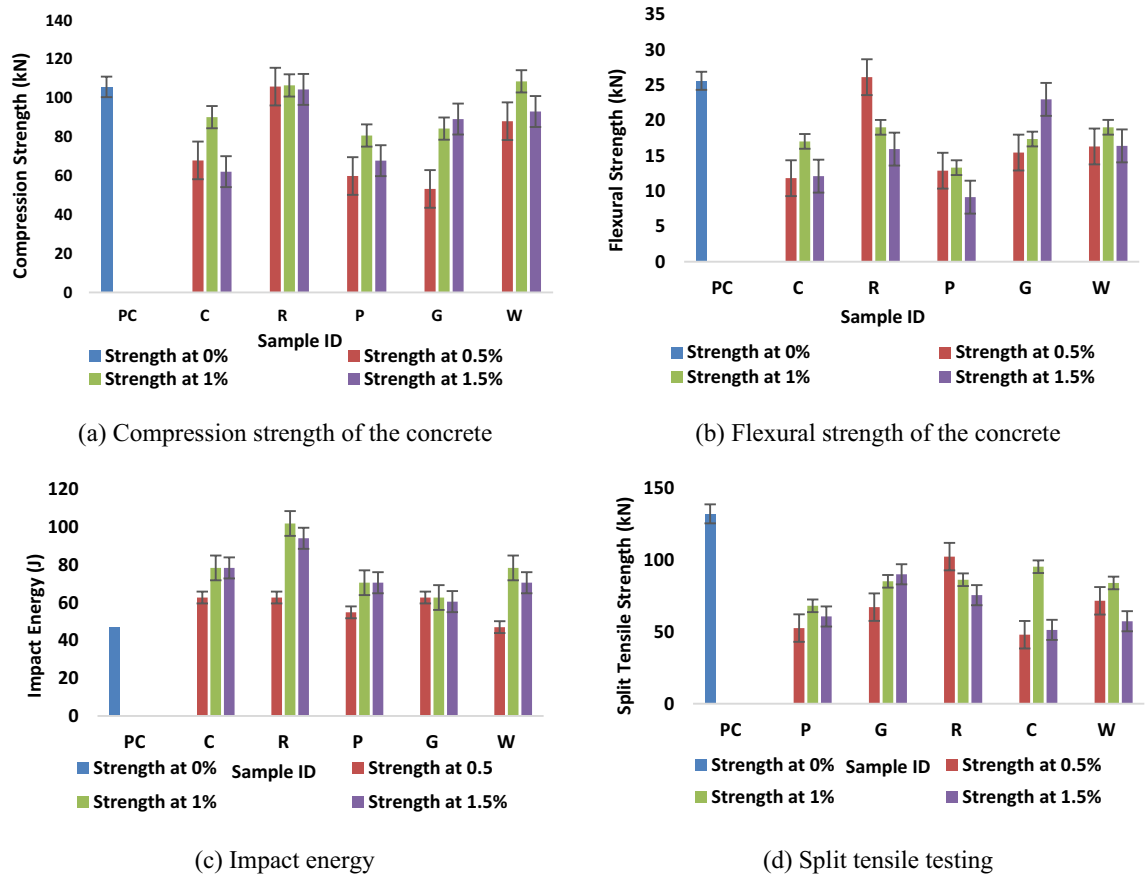 140
120
100
80
60
40
20
0
Compression Strength (kN)
PC C R P G W
Sample ID
Strength at 0% Strength at 0.5%
Strength at 1% Strength at 1.5%
(a) Compression strength of the concrete
35
30
25
20
15
10
5
0
Flexural Strength (kN)
PC C R P G W
Sample ID
Strength at 0% Strength at 0.5%
Strength at 1% Strength at 1.5%
(b) Flexural strength of the concrete
120
100
80
60
40
20
0
Impact Energy (J)
PC C R P G W
Strength at 0% Sample ID Strength at 0.5
Strength at 1% Strength at 1.5%
(c) Impact energy
150
100
50
0
Split Tensile Strength (kN)
PC P G R C W
Strength at 0% Sample ID Strength at 0.5%
Strength at 1% Strength at 1.5%
(d) Split tensile testing